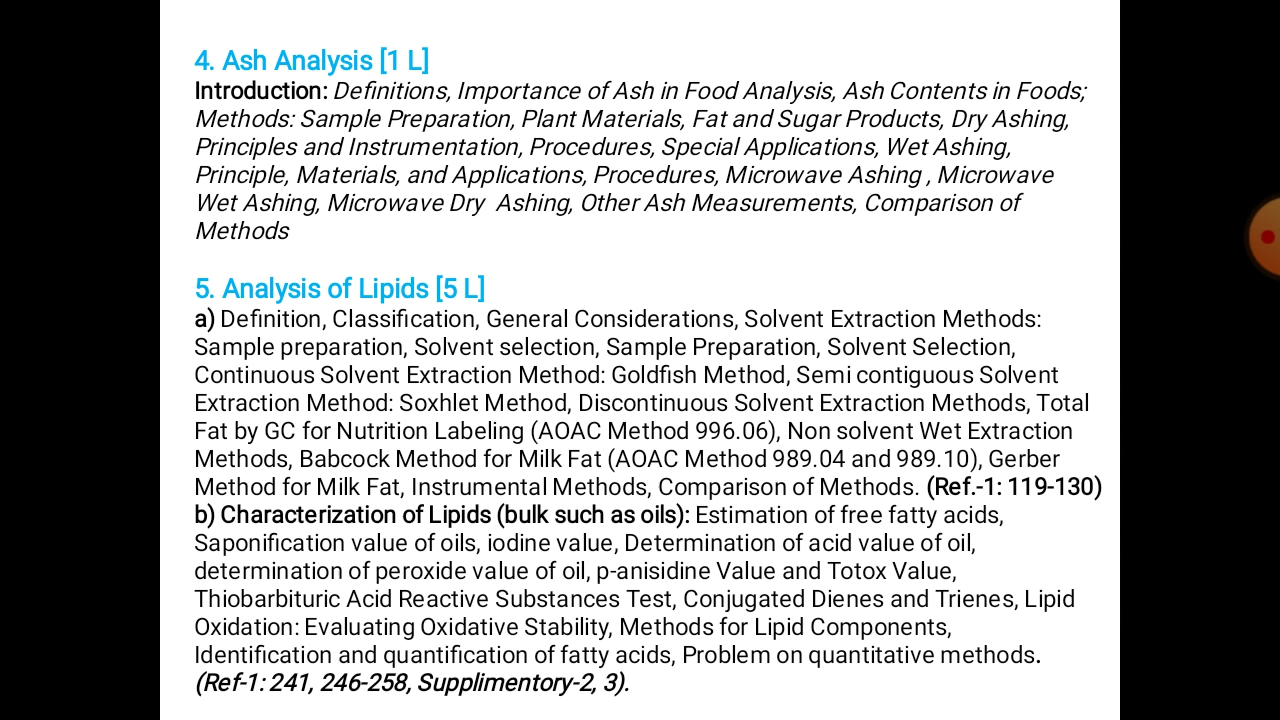 4. Ash Analysis [1 L]
Introduction: Definitions, Importance of Ash in Food Analysis, Ash Contents in Foods;
Methods: Sample Preparation, Plant Materials, Fat and Sugar Products, Dry Ashing,
Principles and Instrumentation, Procedures, Special Applications, Wet Ashing,
Principle, Materials, and Applications, Procedures, Microwave Ashing , Microwave
Wet Ashing, Microwave Dry  Ashing, Other Ash Measurements, Comparison of
Methods
5. Analysis of Lipids [5 L]
a) Definition, Classification, General Considerations, Solvent Extraction Methods:
Sample preparation, Solvent selection, Sample Preparation, Solvent Selection,
Continuous Solvent Extraction Method: Goldfish Method, Semi contiguous Solvent
Extraction Method: Soxhlet Method, Discontinuous Solvent Extraction Methods, Total
Fat by GC for Nutrition Labeling (AOAC Method 996.06), Non solvent Wet Extraction
Methods, Babcock Method for Milk Fat (AOAC Method 989.04 and 989.10), Gerber
Method for Milk Fat, Instrumental Methods, Comparison of Methods. (Ref.-1: 119-130)
b) Characterization of Lipids (bulk such as oils): Estimation of free fatty acids,
Saponification value of oils, iodine value, Determination of acid value of oil,
determination of peroxide value of oil, p-anisidine Value and Totox Value,
Thiobarbituric Acid Reactive Substances Test, Conjugated Dienes and Trienes, Lipid
Oxidation: Evaluating Oxidative Stability, Methods for Lipid Components,
Identification and quantification of fatty acids, Problem on quantitative methods.
(Ref-1: 241, 246-258, Supplimentory-2, 3).